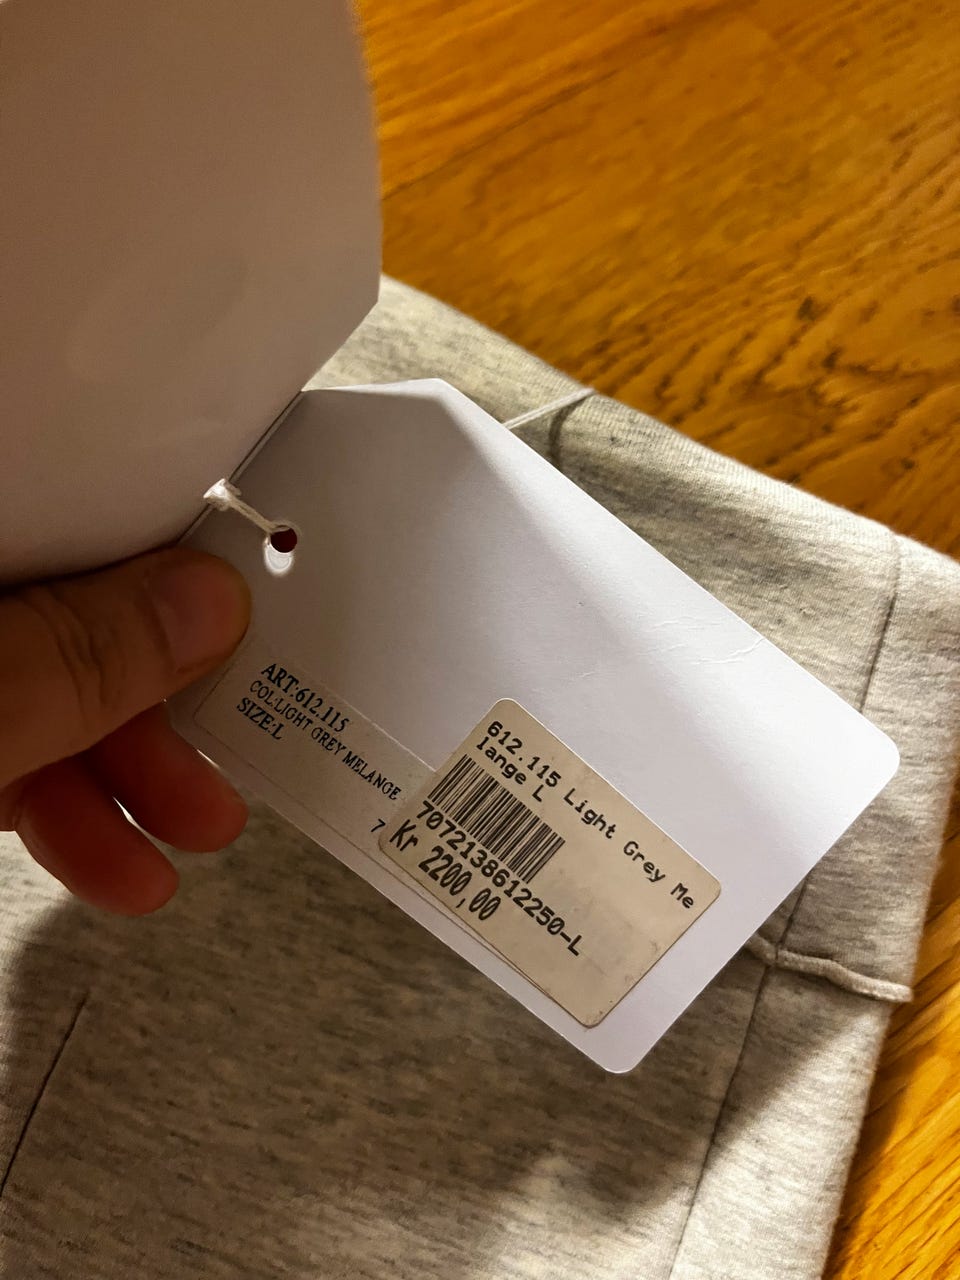 ART:612.115
COL:LIGHT GREY MELANGE
SIZE:L
7
612.115 Light Grey Me
lange L
7072138612250-L
Kr 2200,00